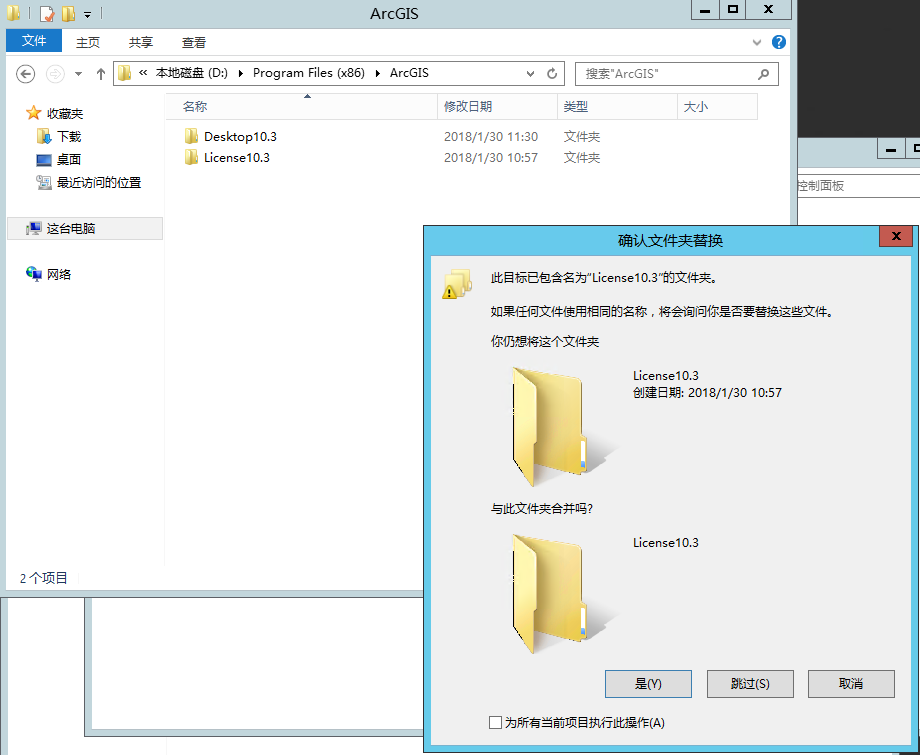 ArcGIS
文件 主页 共享 查看
« 本地磁盘 (D:) Program Files (x86) ArcGIS 搜索"ArcGIS"
名称 修改日期 类型 大小
收藏夹
下载
桌面
最近访问的位置
这台电脑
网络
Desktop10.3 2018/1/30 11:30 文件夹
License10.3 2018/1/30 10:57 文件夹
2 个项目
控制面板
确认文件夹替换
此目标已包含名为“License10.3”的文件夹。
如果任何文件使用相同的名称，将会询问你是否要替换这些文件。
你仍想将这个文件夹
License10.3
创建日期: 2018/1/30 10:57
与此文件夹合并吗?
License10.3
是(Y) 跳过(S) 取消
为所有当前项目执行此操作(A)